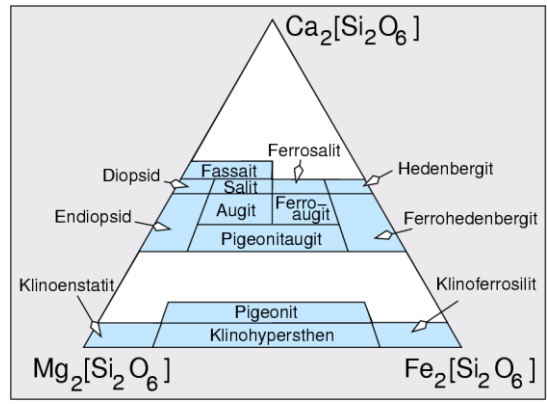 Ca2[Si2O6]
Ferrosalit
Fassait
Diopsid
Hedenbergit
Salit
Augit
Ferro-
augit
Endiopsid
Ferrohedenbergit
Pigeonitaugit
Klinoenstatit
Klinoferrosilit
Pigeonit
Klinohypersthen
Mg2[Si2O6]
Fe2[Si2O6]